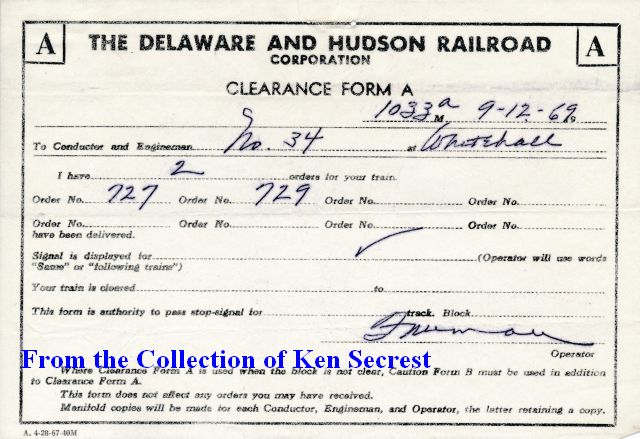 A THE DELAWARE AND HUDSON RAILROAD A
CORPORATION
CLEARANCE FORM A
1033a M. 9-12-69
To Conductor and Engineman No. 34 at Whitehall
I have 2 orders for your train.
Order No. 727 Order No. 729 Order No. Order No.
Order No. Order No. Order No. Order No.
have been delivered.
Signal is displayed for ✓ (Operator will use words
"Same" or "following trains")
Your train is cleared to
This form is authority to pass stop-signal for track. Block
Freeman
Operator
From the Collection of Ken Secrest
Where Clearance Form A is used when the block is not clear, Caution Form B must be used in addition
to Clearance Form A.
This form does not affect any orders you may have received.
Manifold copies will be made for each Conductor, Engineman, and Operator, the latter retaining a copy.
A. 4-28-67-40M